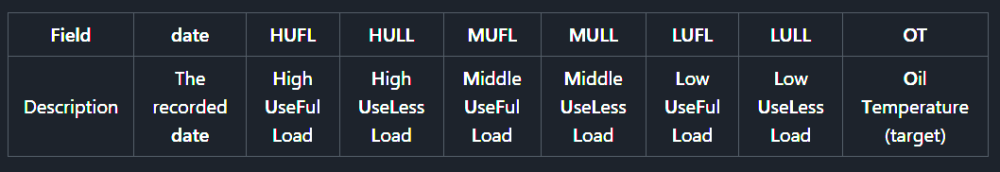 Field date HUFL HULL MUFL MULL LUFL LULL OT
Description
The recorded date
High UseFul Load
High UseLess Load
Middle UseFul Load
Middle UseLess Load
Low UseFul Load
Low UseLess Load
Oil Temperature (target)